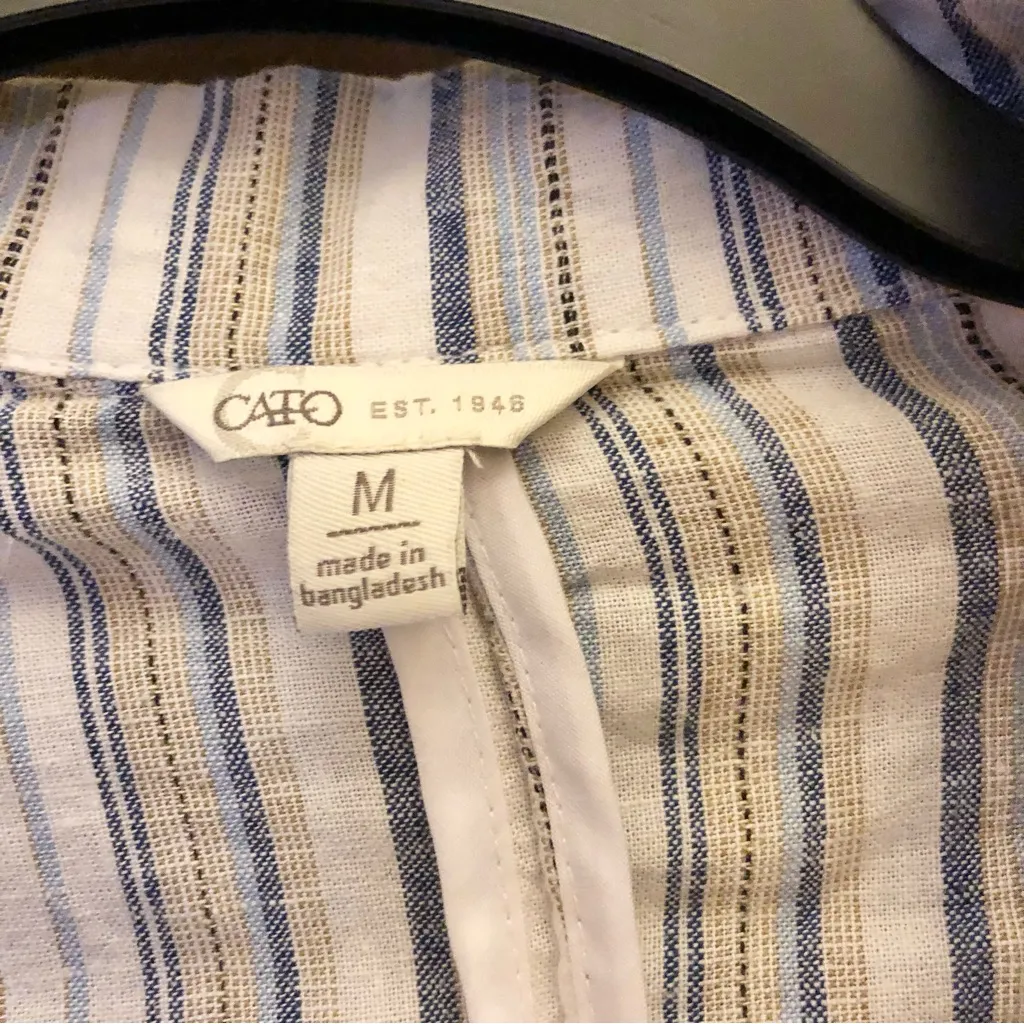 CATO EST. 1946
M
made in
bangladesh